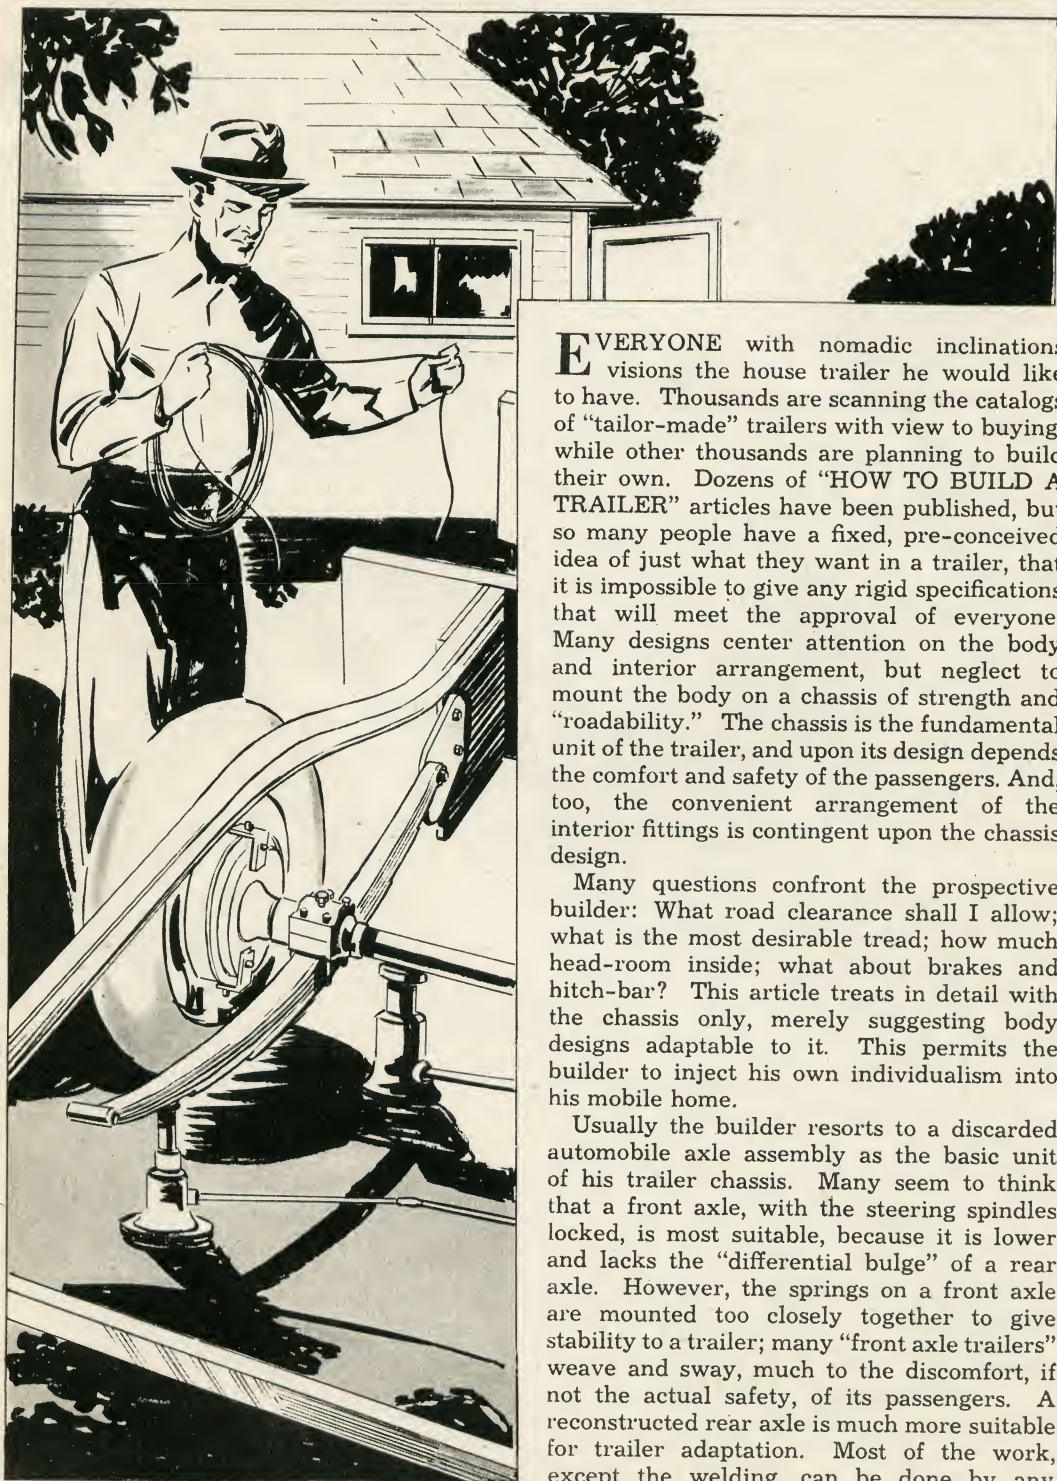 EVERYONE with nomadic inclinations
visions the house trailer he would like
to have. Thousands are scanning the catalogs
of “tailor-made” trailers with view to buying
while other thousands are planning to build
their own. Dozens of “HOW TO BUILD A
TRAILER” articles have been published, but
so many people have a fixed, pre-conceived
idea of just what they want in a trailer, that
it is impossible to give any rigid specifications
that will meet the approval of everyone
Many designs center attention on the body
and interior arrangement, but neglect to
mount the body on a chassis of strength and
“roadability.” The chassis is the fundamental
unit of the trailer, and upon its design depends
the comfort and safety of the passengers. And,
too, the convenient arrangement of the
interior fittings is contingent upon the chassis
design.
Many questions confront the prospective
builder: What road clearance shall I allow;
what is the most desirable tread; how much
head-room inside; what about brakes and
hitch-bar? This article treats in detail with
the chassis only, merely suggesting body
designs adaptable to it. This permits the
builder to inject his own individualism into
his mobile home.
Usually the builder resorts to a discarded
automobile axle assembly as the basic unit
of his trailer chassis. Many seem to think
that a front axle, with the steering spindles
locked, is most suitable, because it is lower
and lacks the “differential bulge” of a rear
axle. However, the springs on a front axle
are mounted too closely together to give
stability to a trailer; many “front axle trailers”
weave and sway, much to the discomfort, if
not the actual safety, of its passengers. A
reconstructed rear axle is much more suitable
for trailer adaptation. Most of the work,
except the welding, can be done by any